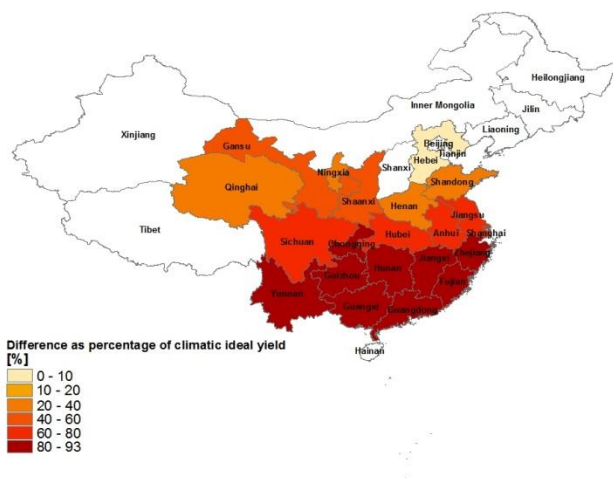 Heilongjiang
Jilin
Inner Mongolia
Liaoning
Beijing
Tianjin
Hebei
Xinjiang
Gansu
Ningxia
Shanxi
Shandong
Qinghai
Shaanxi
Henan
Jiangsu
Tibet
Sichuan
Hubei
Anhui
Shanghai
Chongqing
Zhejiang
Guizhou
Hunan
Jiangxi
Fujian
Yunnan
Guangxi
Guangdong
Hainan
Difference as percentage of climatic ideal yield
[%]
0 - 10
10 - 20
20 - 40
40 - 60
60 - 80
80 - 93